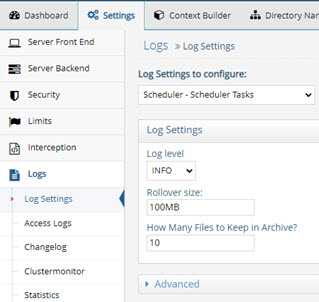 Dashboard Settings Context Builder Directory Nam
Server Front End
Server Backend
Security
Limits
Interception
Logs
Log Settings
Access Logs
Changelog
Clustermonitor
Statistics
Logs » Log Settings
Log Settings to configure:
Scheduler - Scheduler Tasks
Log Settings
Log level
INFO
Rollover size:
100MB
How Many Files to Keep in Archive?
10
Advanced